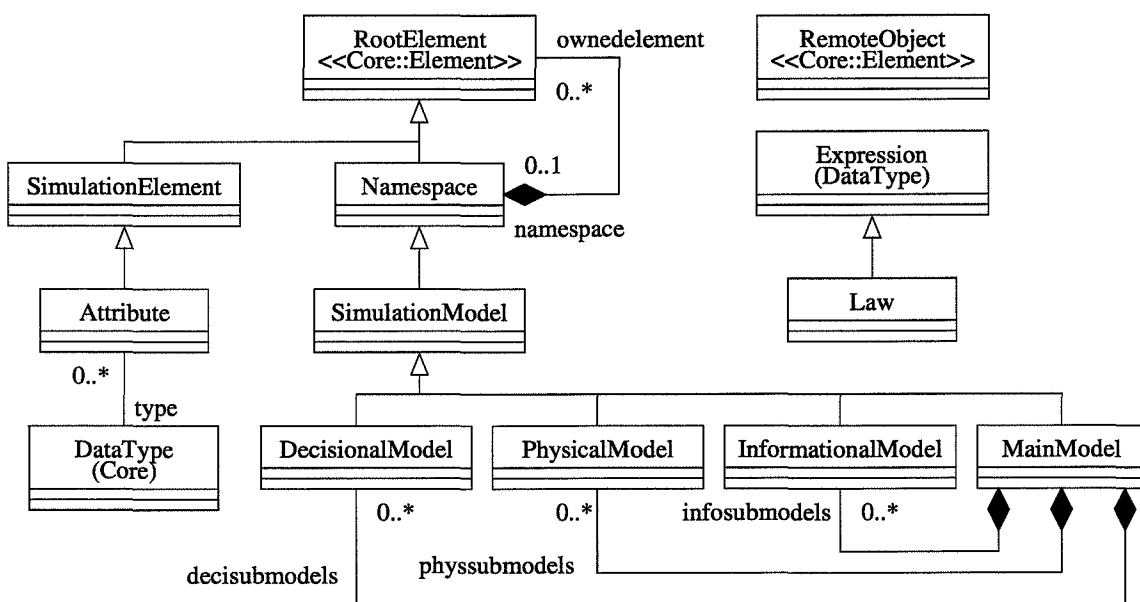 RootElement
<<Core::Element>>
ownedelement
0..*
RemoteObject
<<Core::Element>>
SimulationElement
Namespace
0..1
namespace
Expression
(DataType)
Attribute
SimulationModel
Law
0..*
type
DataType
(Core)
DecisionalModel
PhysicalModel
InformationalModel
MainModel
0..*
0..*
infosubmodels
0..*
decisubmodels
physsubmodels